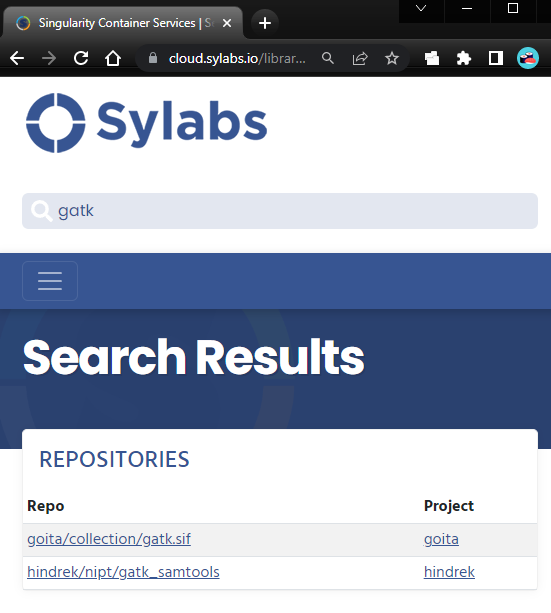 Singularity Container Services | S
cloud.sylabs.io/librar...
Sylabs
gatk
Search Results
REPOSITORIES
Repo Project
goita/collection/gatk.sif goita
hindrek/nipt/gatk_samtools hindrek